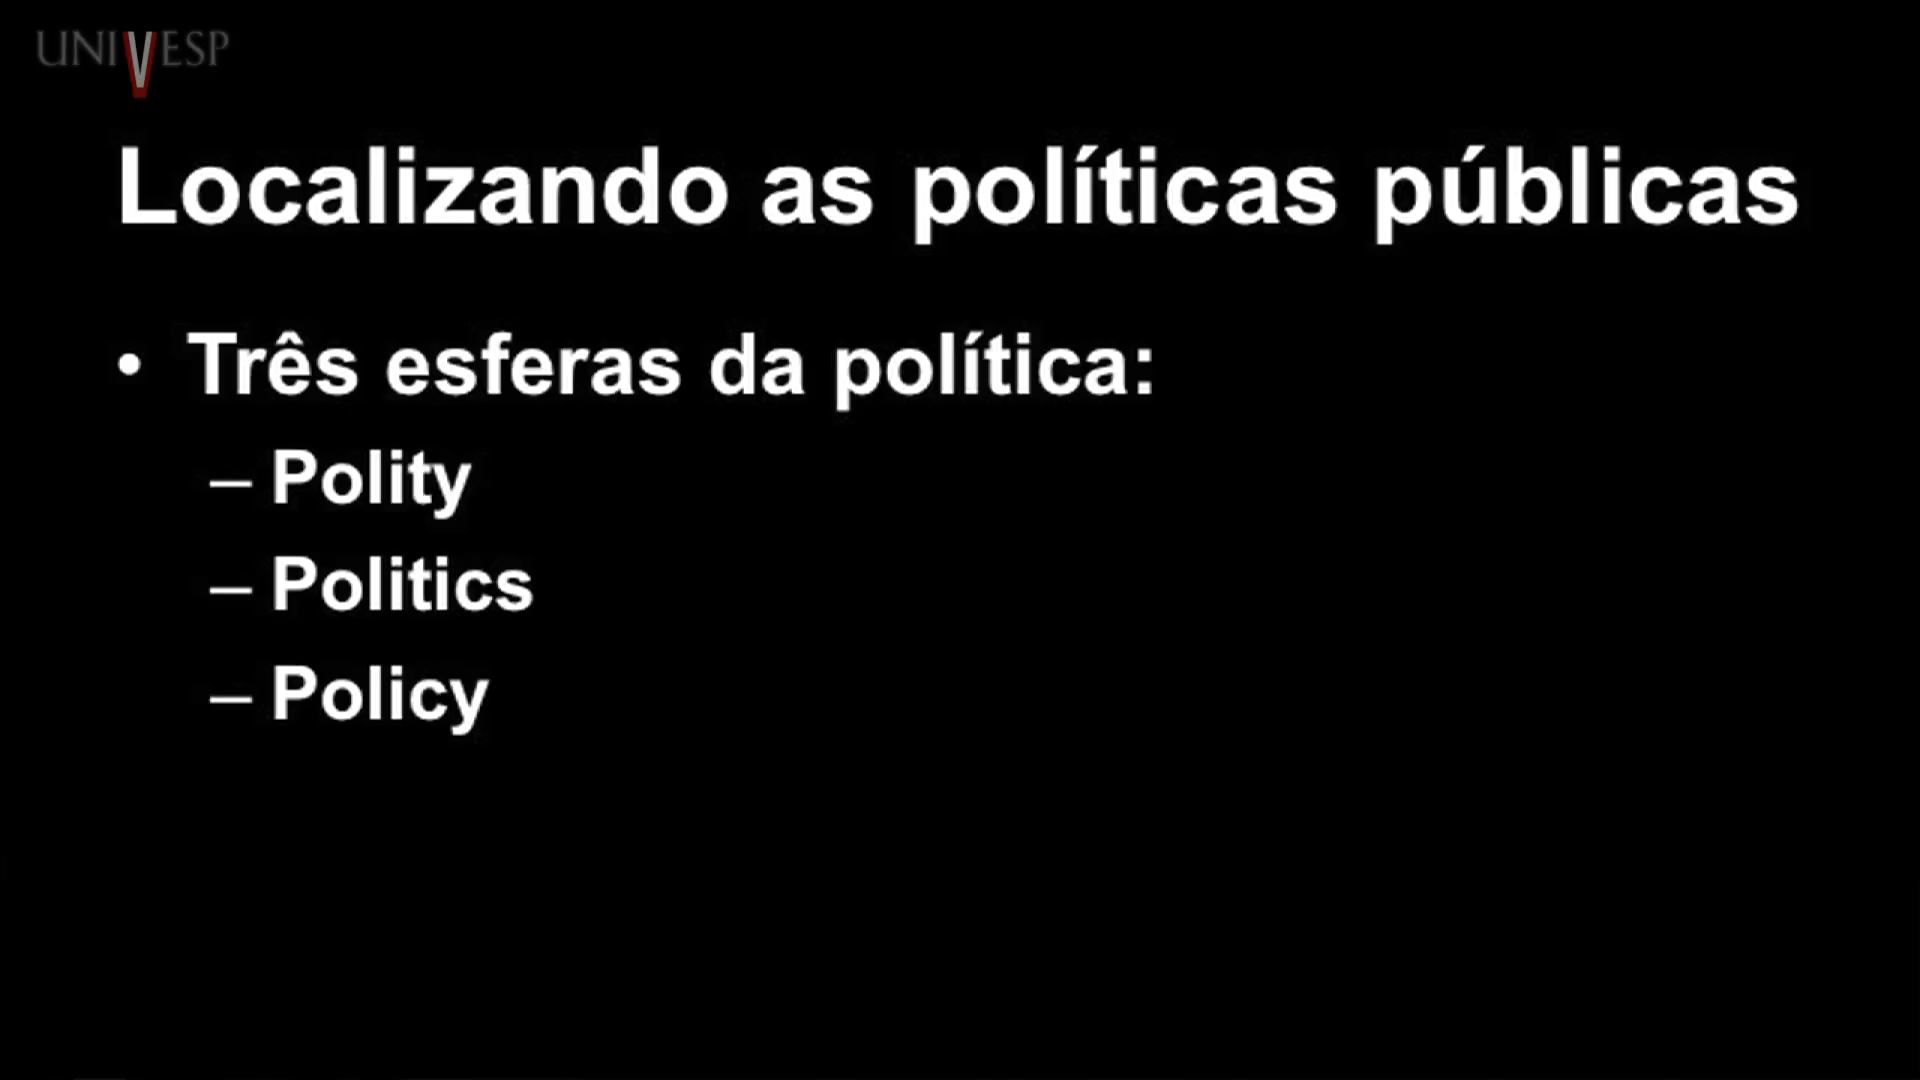 UNIVESP
Localizando as políticas públicas
• Três esferas da política:
– Polity
– Politics
– Policy